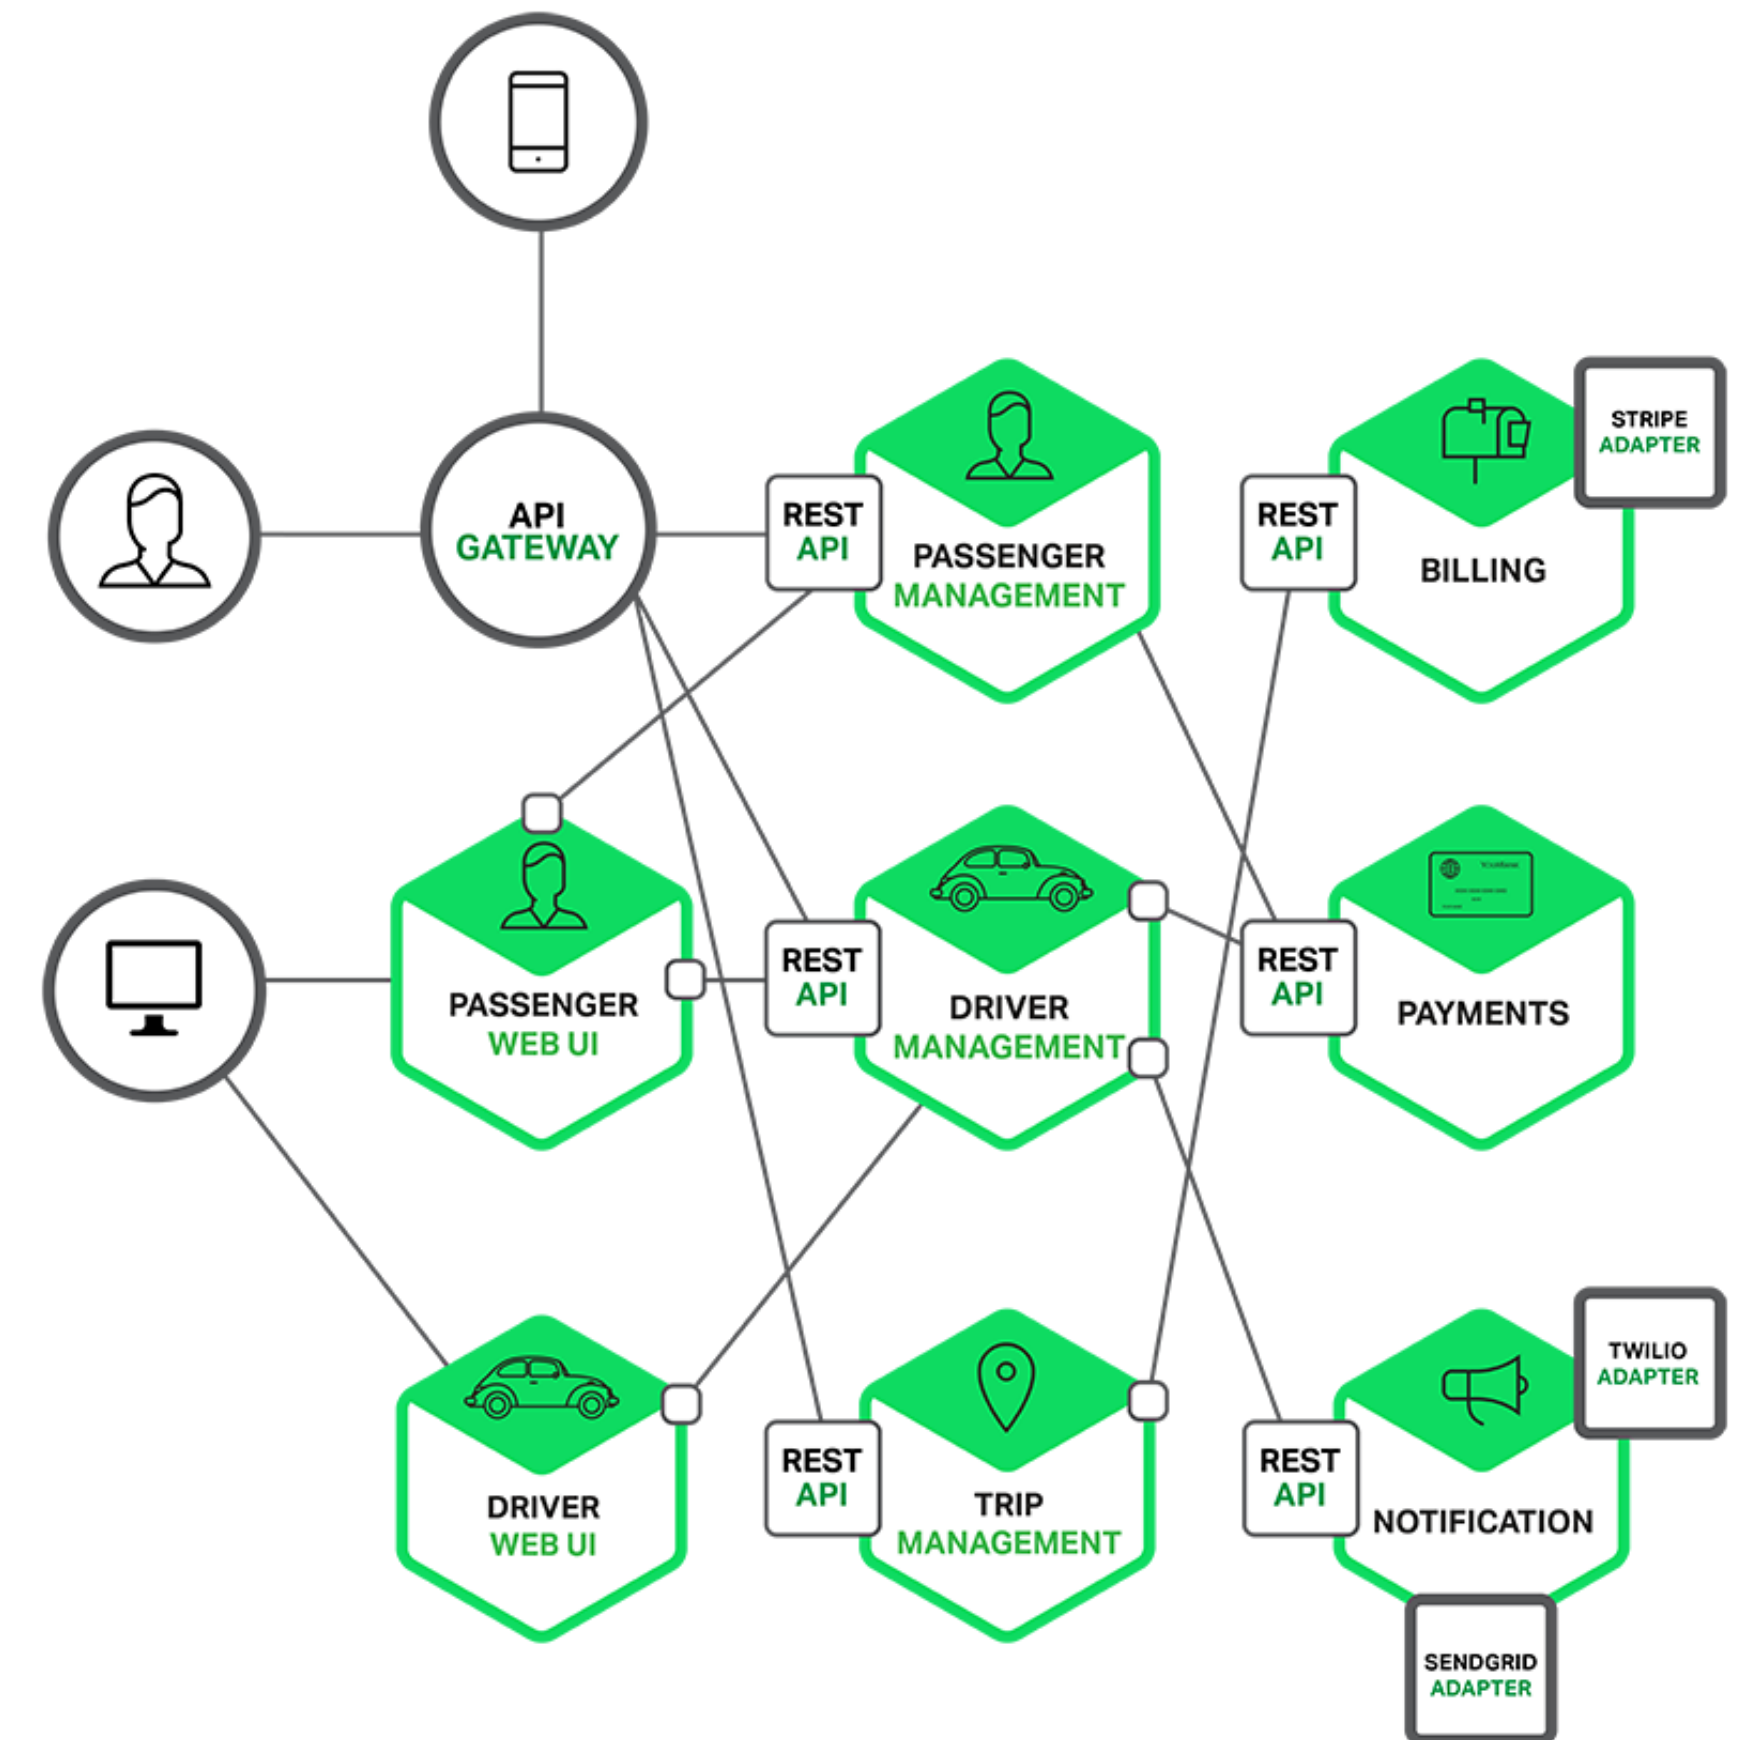 API
GATEWAY
REST
API
PASSENGER
MANAGEMENT
REST
API
BILLING
STRIPE
ADAPTER
PASSENGER
WEB UI
REST
API
DRIVER
MANAGEMENT
REST
API
PAYMENTS
DRIVER
WEB UI
REST
API
TRIP
MANAGEMENT
REST
API
NOTIFICATION
TWILIO
ADAPTER
SENDGRID
ADAPTER